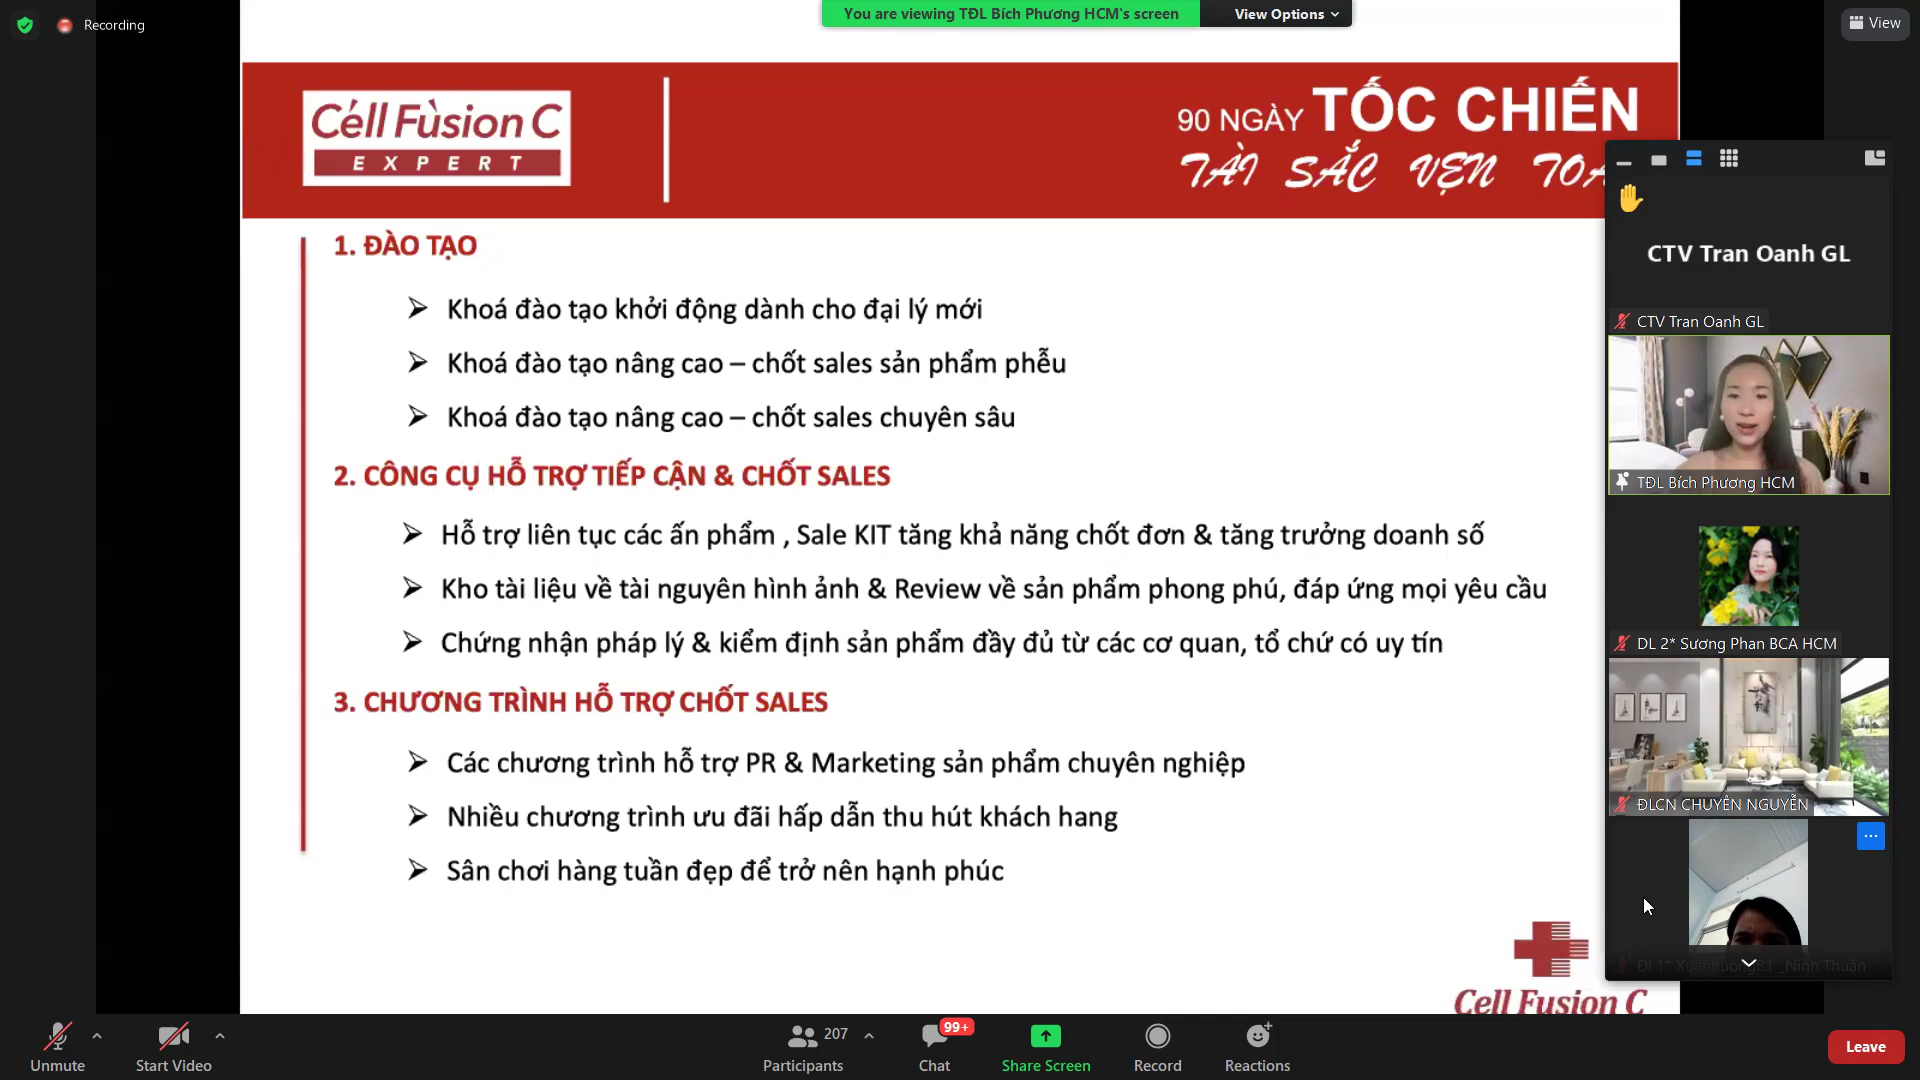 Recording
You are viewing TĐL Bích Phương HCM's screen
View Options
View
Céll Fùsion C
EXPERT
90 NGÀY TỐC CHIẾN
TÀI SẮC VẸN TOÀ
1. ĐÀO TẠO
Khoá đào tạo khởi động dành cho đại lý mới
Khoá đào tạo nâng cao – chốt sales sản phẩm phễu
Khoá đào tạo nâng cao – chốt sales chuyên sâu
2. CÔNG CỤ HỖ TRỢ TIẾP CẬN & CHỐT SALES
Hỗ trợ liên tục các ấn phẩm , Sale KIT tăng khả năng chốt đơn & tăng trưởng doanh số
Kho tài liệu về tài nguyên hình ảnh & Review về sản phẩm phong phú, đáp ứng mọi yêu cầu
Chứng nhận pháp lý & kiểm định sản phẩm đầy đủ từ các cơ quan, tổ chứ có uy tín
3. CHƯƠNG TRÌNH HỖ TRỢ CHỐT SALES
Các chương trình hỗ trợ PR & Marketing sản phẩm chuyên nghiệp
Nhiều chương trình ưu đãi hấp dẫn thu hút khách hang
Sân chơi hàng tuần đẹp để trở nên hạnh phúc
Cell Fusion C
CTV Tran Oanh GL
CTV Tran Oanh GL
TĐL Bích Phương HCM
DL 2* Sương Phan BCA HCM
ĐLCN CHUYÊN NGUYỄN
Ninh Thuận
Unmute
Start Video
207
Participants
99+
Chat
Share Screen
Record
Reactions
Leave